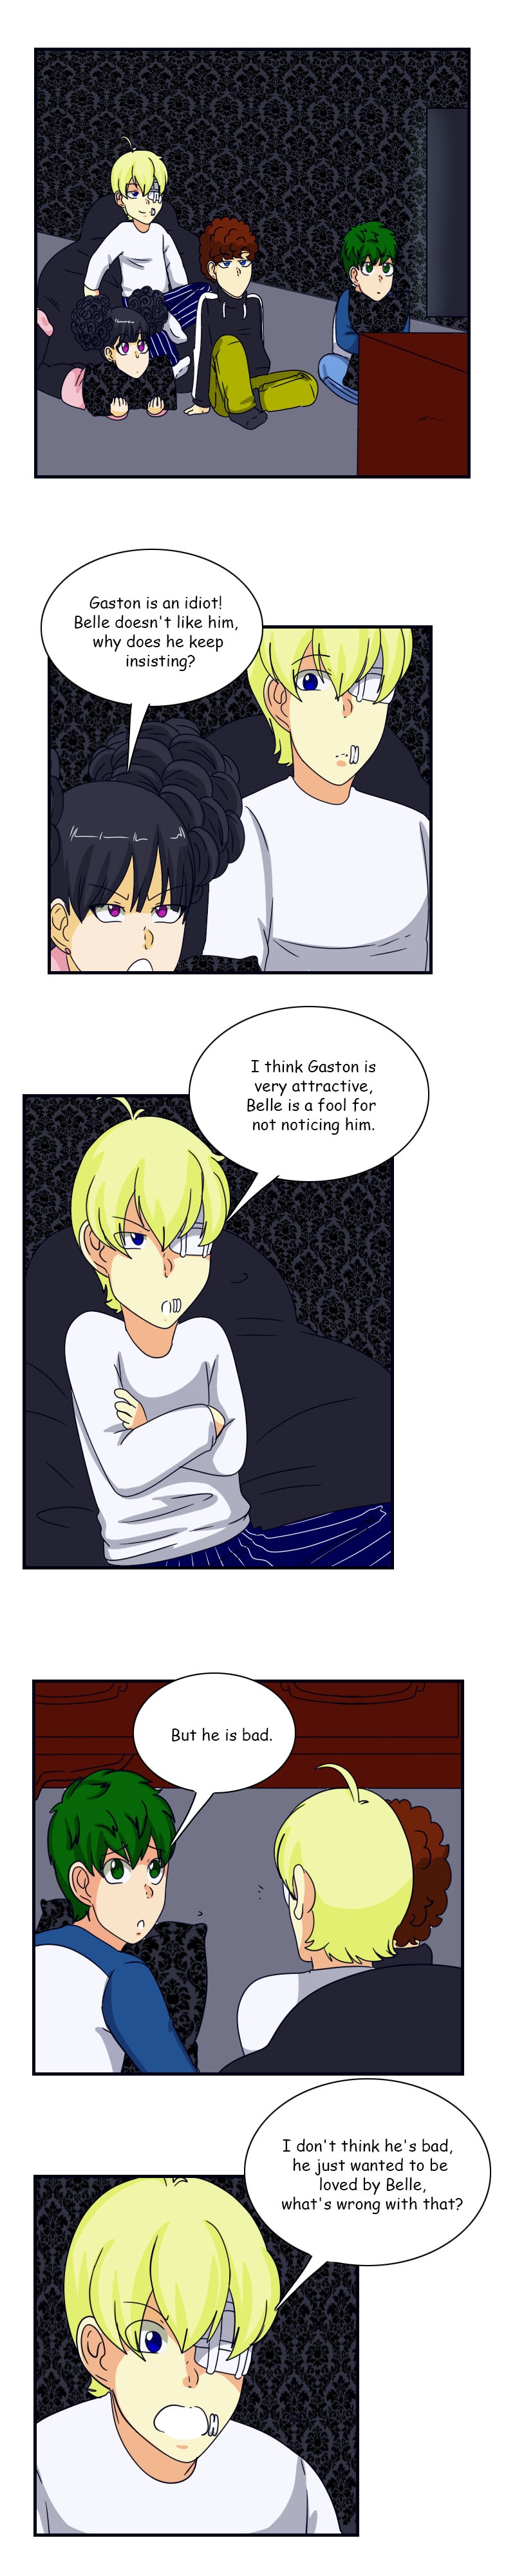 Gaston is an idiot!
Belle doesn't like him,
why does he keep
insisting?
I think Gaston is
very attractive,
Belle is a fool for
not noticing him.
But he is bad.
I don't think he's bad,
he just wanted to be
loved by Belle,
what's wrong with that?